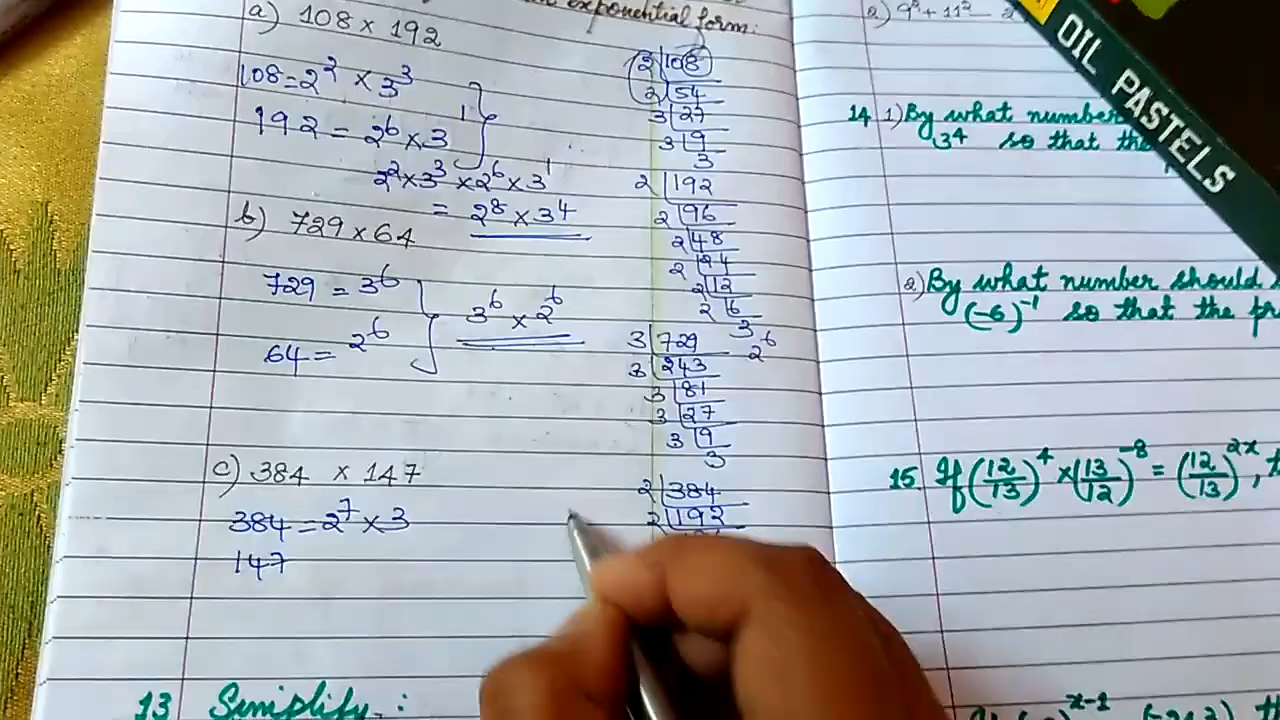 exponential form:
a) 108 × 192
108 = 2² × 3³
192 = 2⁶ × 3¹
2² × 3³ × 2⁶ × 3¹
= 2⁸ × 3⁴
b) 729 × 64
729 = 3⁶
64 = 2⁶
3⁶ × 2⁶
c) 384 × 147
384 = 2⁷ × 3
147
13 Simplify:
2 108
2 54
3 27
3 9
3
2 192
2 96
2 48
2 24
2 12
2 6
3
2⁶
3 729
3 243
3 81
3 27
3 9
3
2 384
2 192
2) 9² + 11² - 2
OIL PASTELS
14 1) By what number
3⁴ so that the
2) By what number should
(-6)⁻¹ so that the pr
15. If (12/13)⁴ × (13/12)⁻⁸ = (12/13)²ˣ, t